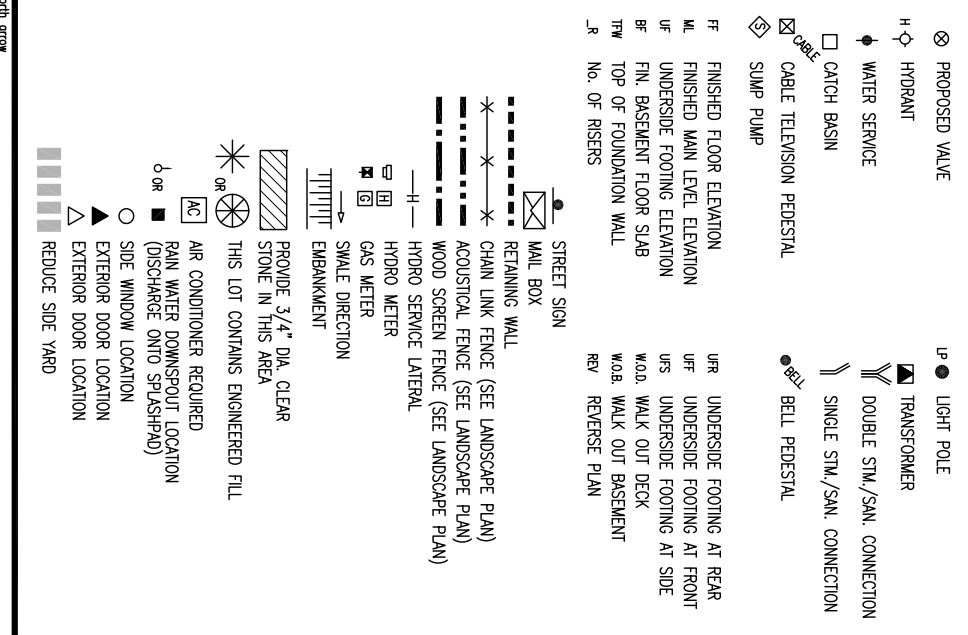 PROPOSED VALVE
H HYDRANT
WATER SERVICE
CATCH BASIN
CABLE CABLE TELEVISION PEDESTAL
S SUMP PUMP
LP LIGHT POLE
TRANSFORMER
DOUBLE STM./SAN. CONNECTION
SINGLE STM./SAN. CONNECTION
BELL BELL PEDESTAL
FF FINISHED FLOOR ELEVATION
ML FINISHED MAIN LEVEL ELEVATION
UF UNDERSIDE FOOTING ELEVATION
BF FIN. BASEMENT FLOOR SLAB
TFW TOP OF FOUNDATION WALL
_R No. OF RISERS
UFR UNDERSIDE FOOTING AT REAR
UFF UNDERSIDE FOOTING AT FRONT
UFS UNDERSIDE FOOTING AT SIDE
W.O.D. WALK OUT DECK
W.O.B. WALK OUT BASEMENT
REV REVERSE PLAN
STREET SIGN
MAIL BOX
RETAINING WALL
CHAIN LINK FENCE (SEE LANDSCAPE PLAN)
ACOUSTICAL FENCE (SEE LANDSCAPE PLAN)
WOOD SCREEN FENCE (SEE LANDSCAPE PLAN)
H HYDRO SERVICE LATERAL
H HYDRO METER
G GAS METER
SWALE DIRECTION
EMBANKMENT
PROVIDE 3/4" DIA. CLEAR
STONE IN THIS AREA
OR THIS LOT CONTAINS ENGINEERED FILL
AC AIR CONDITIONER REQUIRED
OR RAIN WATER DOWNSPOUT LOCATION
(DISCHARGE ONTO SPLASHPAD)
SIDE WINDOW LOCATION
EXTERIOR DOOR LOCATION
EXTERIOR DOOR LOCATION
REDUCE SIDE YARD
north arrow